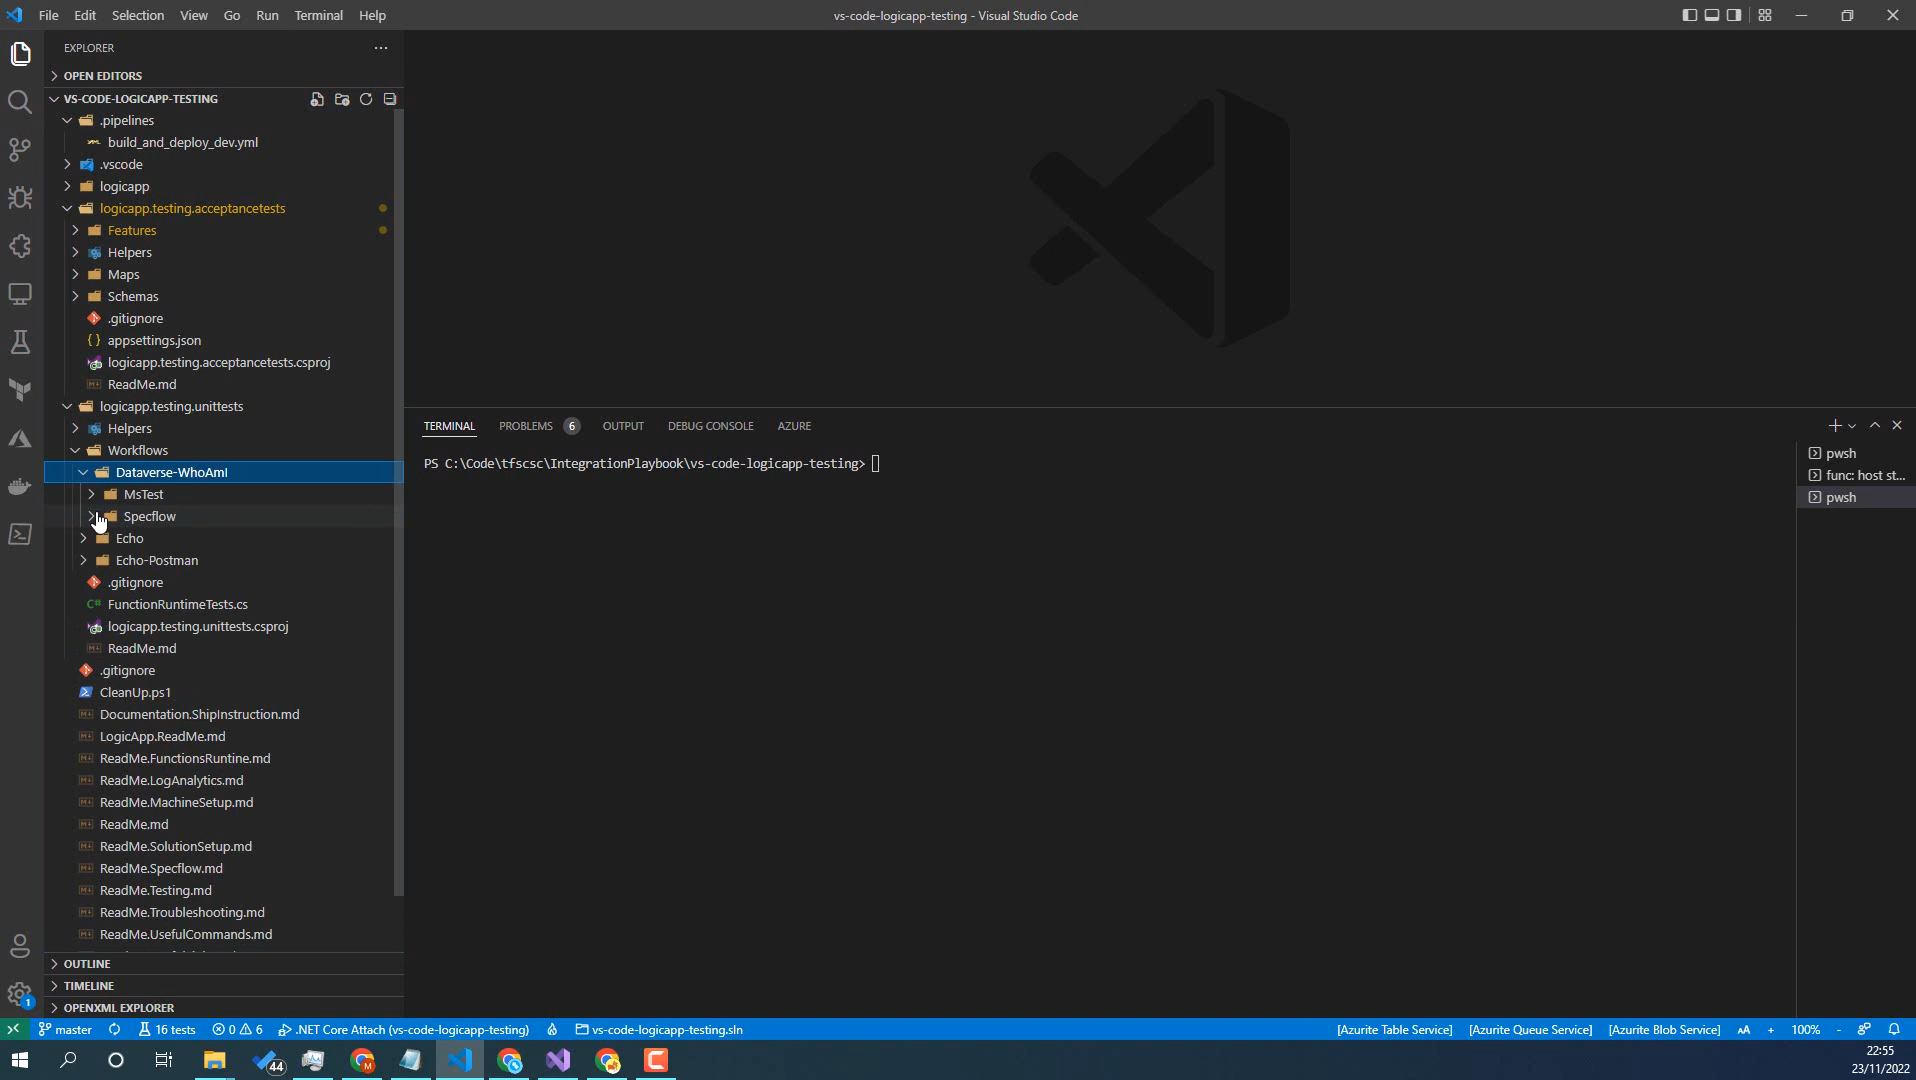 File Edit Selection View Go Run Terminal Help
vs-code-logicapp-testing - Visual Studio Code
EXPLORER
OPEN EDITORS
VS-CODE-LOGICAPP-TESTING
.pipelines
build_and_deploy_dev.yml
.vscode
logicapp
logicapp.testing.acceptancetests
Features
Helpers
Maps
Schemas
.gitignore
appsettings.json
logicapp.testing.acceptancetests.csproj
ReadMe.md
logicapp.testing.unittests
Helpers
Workflows
Dataverse-WhoAmI
MsTest
Specflow
Echo
Echo-Postman
.gitignore
FunctionRuntimeTests.cs
logicapp.testing.unittests.csproj
ReadMe.md
.gitignore
CleanUp.ps1
Documentation.ShipInstruction.md
LogicApp.ReadMe.md
ReadMe.FunctionsRuntine.md
ReadMe.LogAnalytics.md
ReadMe.MachineSetup.md
ReadMe.md
ReadMe.SolutionSetup.md
ReadMe.Specflow.md
ReadMe.Testing.md
ReadMe.Troubleshooting.md
ReadMe.UsefulCommands.md
OUTLINE
TIMELINE
OPENXML EXPLORER
TERMINAL PROBLEMS 6 OUTPUT DEBUG CONSOLE AZURE
PS C:\Code\tfscsc\IntegrationPlaybook\vs-code-logicapp-testing>
pwsh
func: host st...
pwsh
1
master 16 tests 0 6 .NET Core Attach (vs-code-logicapp-testing) vs-code-logicapp-testing.sln [Azurite Table Service] [Azurite Queue Service] [Azurite Blob Service] AA + 100% -
44
22:55
23/11/2022